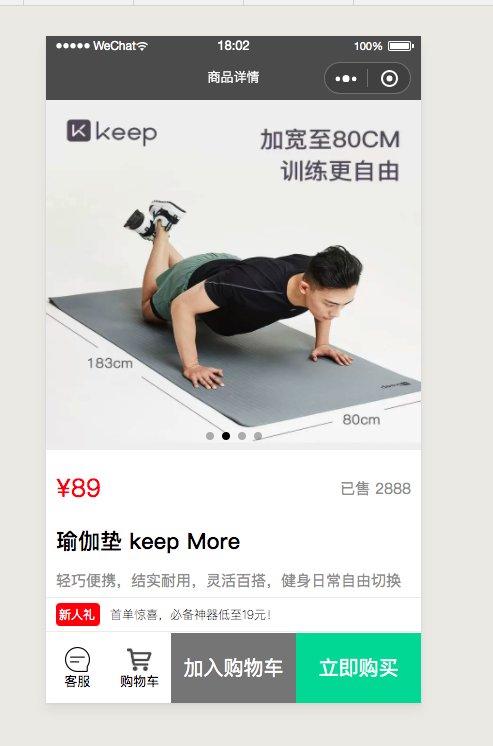 WeChat
18:02
100%
商品详情
keep
加宽至80CM
训练更自由
183cm
80cm
¥89
已售 2888
瑜伽垫 keep More
轻巧便携，结实耐用，灵活百搭，健身日常自由切换
新人礼 首单惊喜，必备神器低至19元!
客服
购物车
加入购物车
立即购买